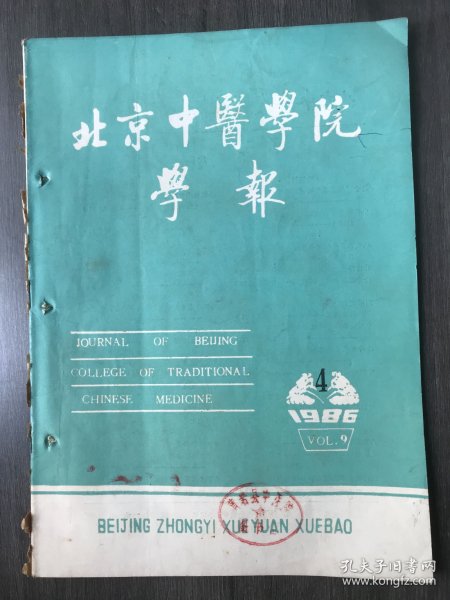 北京中醫學院
學報
JOURNAL OF BEIJING
COLLEGE OF TRADITIONAL
CHINESE MEDICINE
4
1986
VOL.9
BEIJING ZHONGYI XUEYUAN XUEBAO
孔夫子旧书网
www.kongfz.com